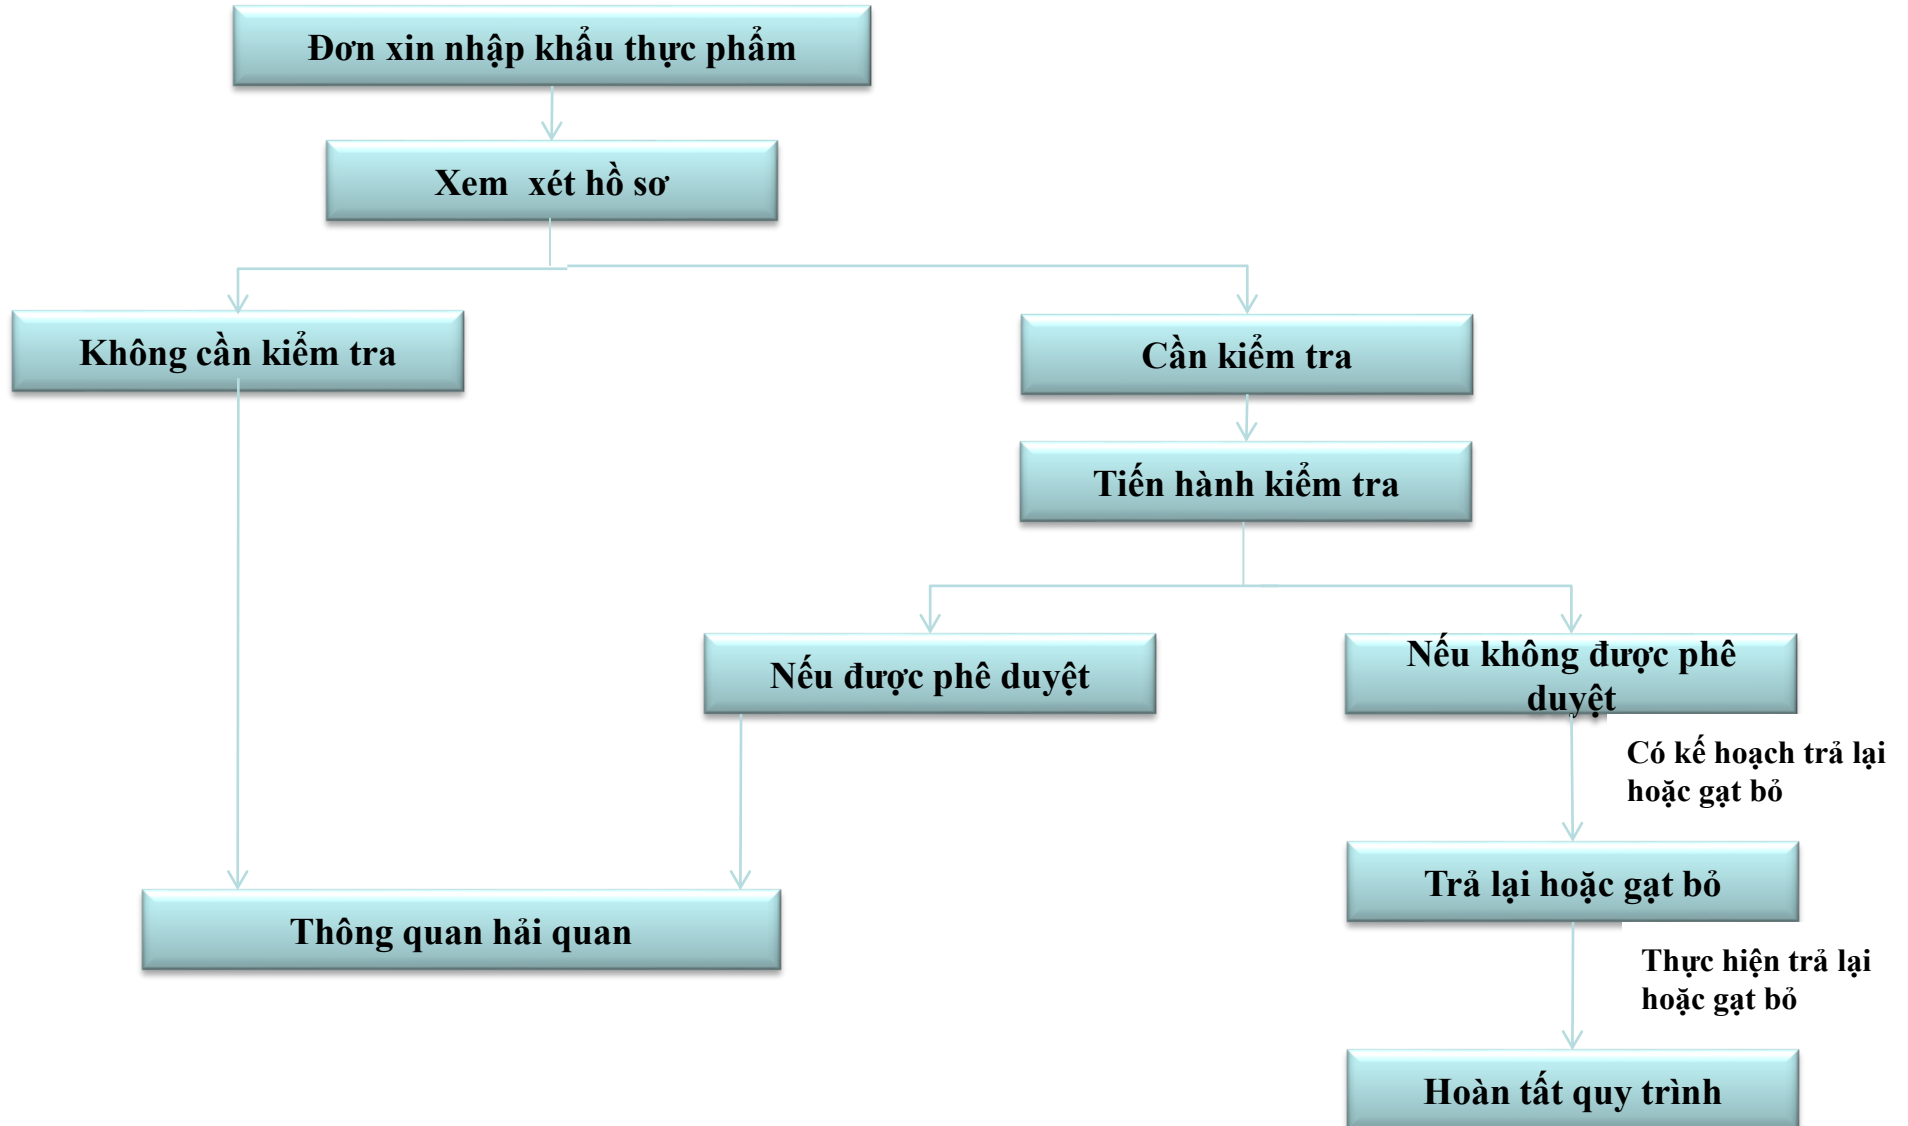 Đơn xin nhập khẩu thực phẩm
Xem xét hồ sơ
Không cần kiểm tra
Cần kiểm tra
Tiến hành kiểm tra
Nếu được phê duyệt
Nếu không được phê
duyệt
Có kế hoạch trả lại
hoặc gạt bỏ
Trả lại hoặc gạt bỏ
Thông quan hải quan
Thực hiện trả lại
hoặc gạt bỏ
Hoàn tất quy trình